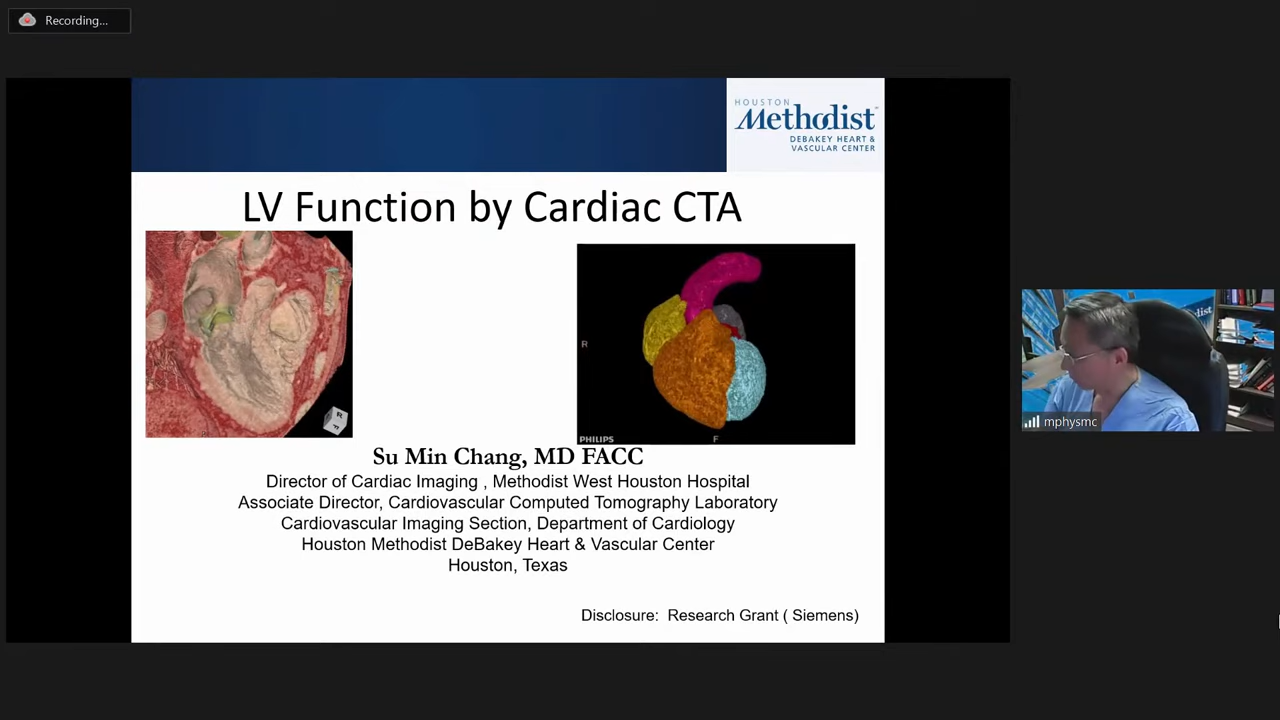 Recording...
HOUSTON
Methodist
DEBAKEY HEART &
VASCULAR CENTER
LV Function by Cardiac CTA
R
PHILIPS
F
Su Min Chang, MD FACC
Director of Cardiac Imaging , Methodist West Houston Hospital
Associate Director, Cardiovascular Computed Tomography Laboratory
Cardiovascular Imaging Section, Department of Cardiology
Houston Methodist DeBakey Heart & Vascular Center
Houston, Texas
Disclosure:  Research Grant ( Siemens)
mphysmc